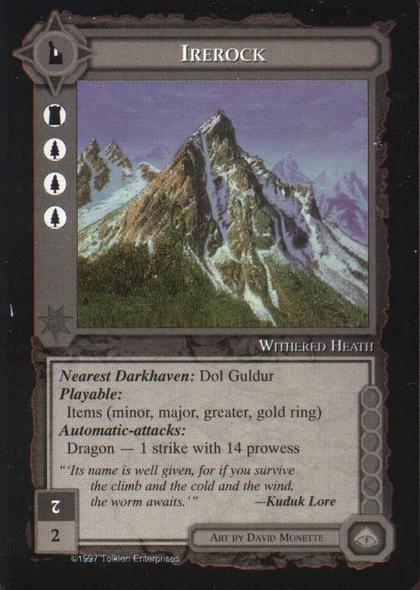 IREROCK
WITHERED HEATH
Nearest Darkhaven: Dol Guldur
Playable:
Items (minor, major, greater, gold ring)
Automatic-attacks:
Dragon — 1 strike with 14 prowess
“‘Its name is well given, for if you survive
the climb and the cold and the wind,
the worm awaits.’” —Kuduk Lore
2
2
ART BY DAVID MONETTE
©1997 Tolkien Enterprises